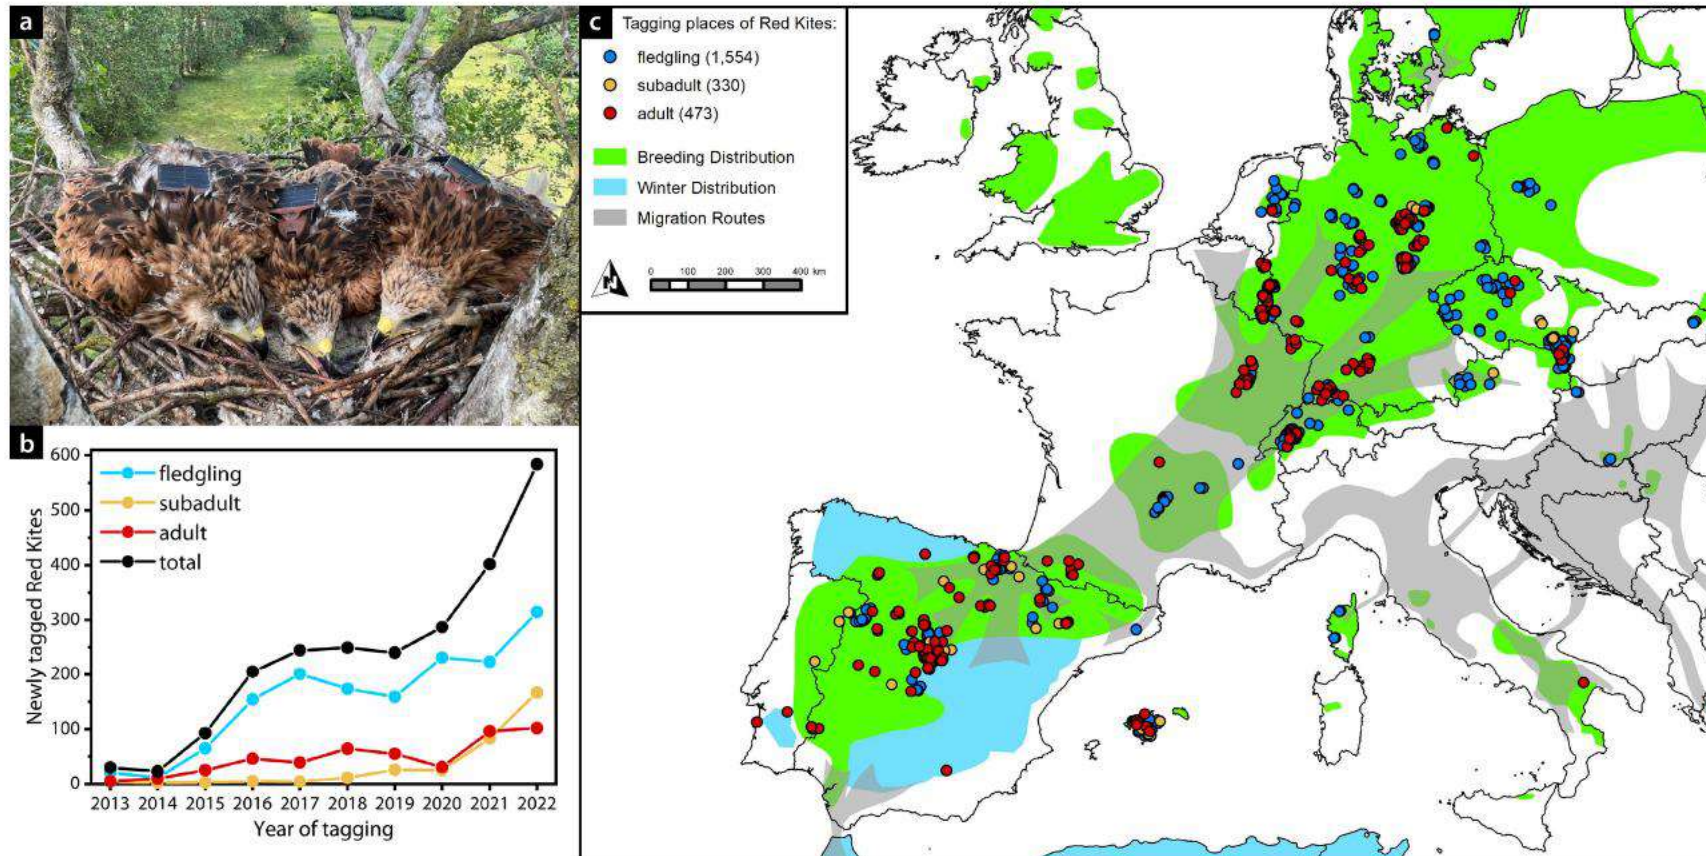 a
b
600
500
400
300
200
100
0
fledgling
subadult
adult
total
Newly tagged Red Kites
2013 2014 2015 2016 2017 2018 2019 2020 2021 2022
Year of tagging
c
Tagging places of Red Kites:
fledgling (1,554)
subadult (330)
adult (473)
Breeding Distribution
Winter Distribution
Migration Routes
N
0 100 200 300 400 km